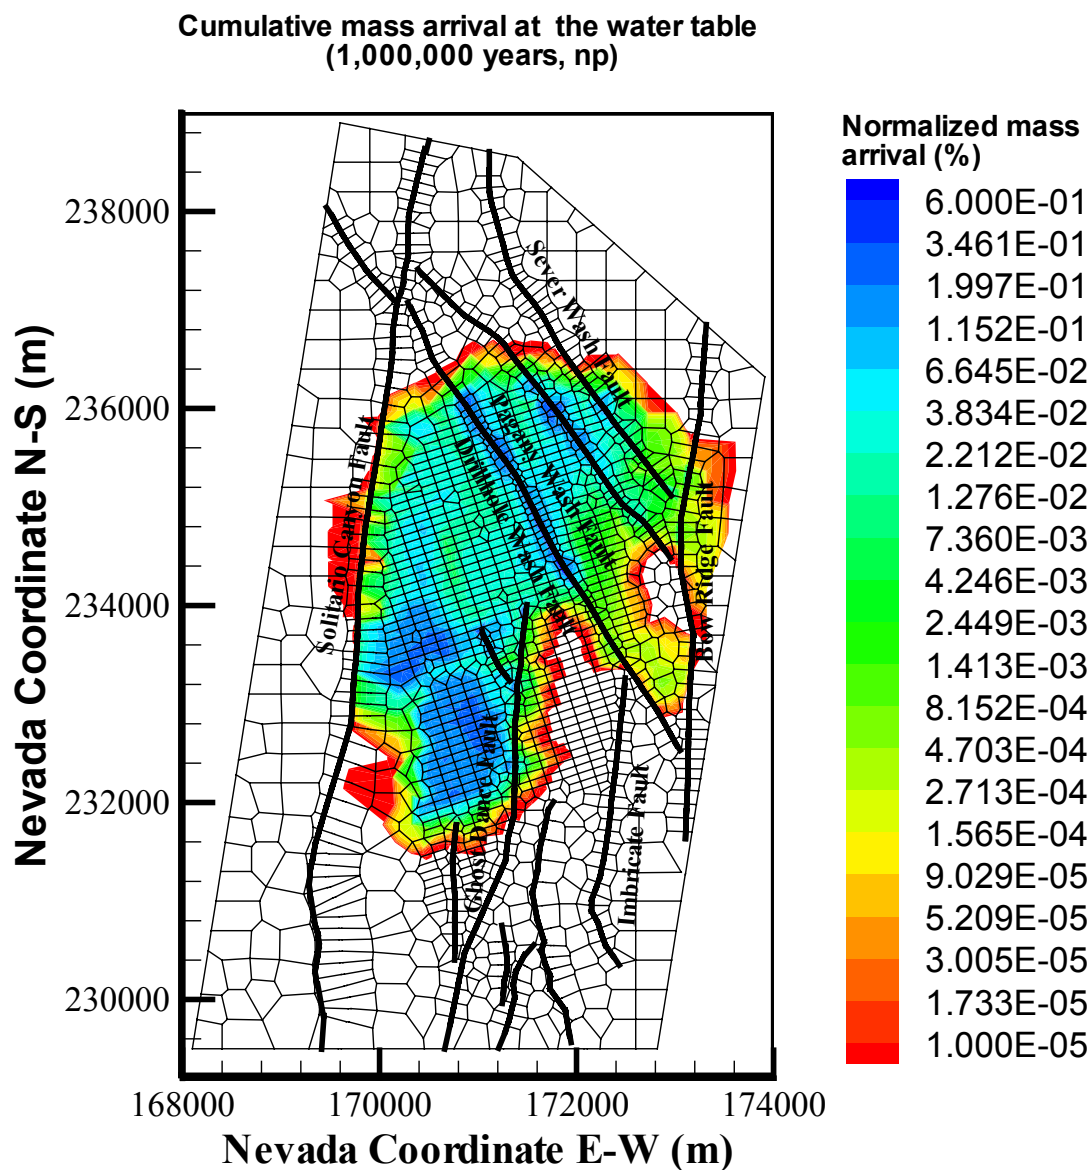 Cumulative mass arrival at the water table
(1,000,000 years, np)
Normalized mass
arrival (%)
6.000E-01
3.461E-01
1.997E-01
1.152E-01
6.645E-02
3.834E-02
2.212E-02
1.276E-02
7.360E-03
4.246E-03
2.449E-03
1.413E-03
8.152E-04
4.703E-04
2.713E-04
1.565E-04
9.029E-05
5.209E-05
3.005E-05
1.733E-05
1.000E-05
Nevada Coordinate N-S (m)
238000
236000
234000
232000
230000
Sever Wash Fault
Pagany Wash Fault
Drillhole Wash Fault
Solitario Canyon Fault
Bow Ridge Fault
Ghost Dance Fault
Imbricate Fault
168000
170000
172000
174000
Nevada Coordinate E-W (m)